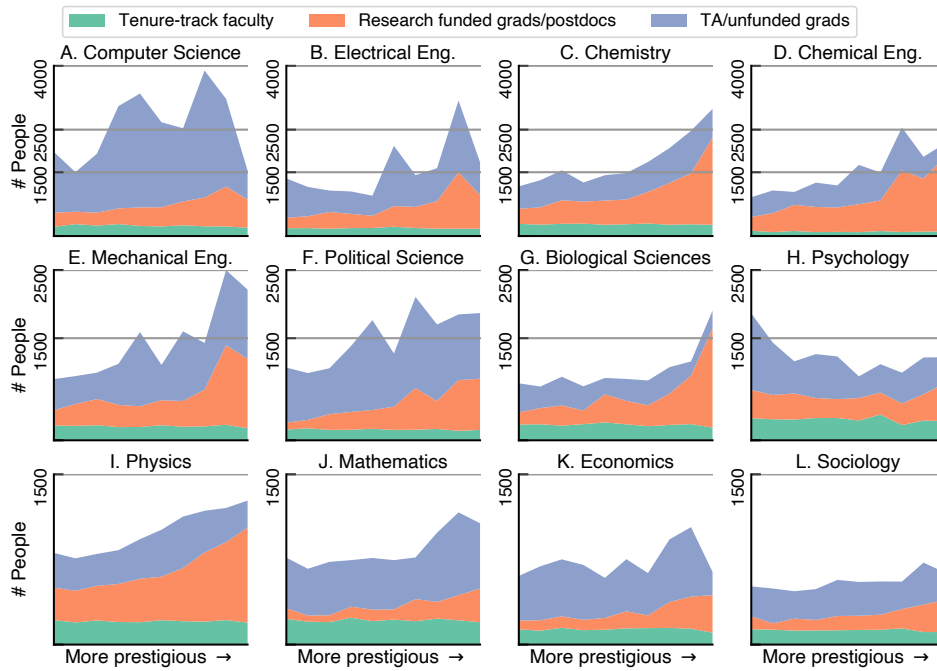 Tenure-track faculty Research funded grads/postdocs TA/unfunded grads
A. Computer Science B. Electrical Eng. C. Chemistry D. Chemical Eng.
# People
4000 4000 4000 4000
2500 2500 2500 2500
1500 1500 1500 1500
E. Mechanical Eng. F. Political Science G. Biological Sciences H. Psychology
# People
2500 2500 2500 2500
1500 1500 1500 1500
I. Physics J. Mathematics K. Economics L. Sociology
# People
1500 1500 1500 1500
More prestigious → More prestigious → More prestigious → More prestigious →